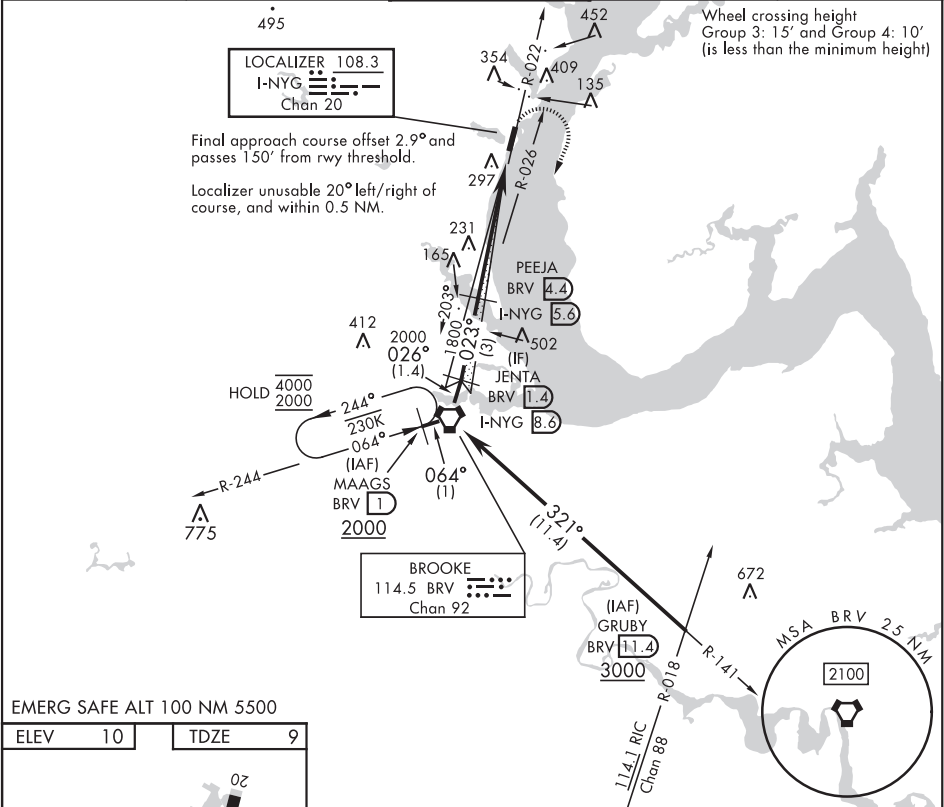 495
452
Wheel crossing height
Group 3: 15’ and Group 4: 10’
(is less than the minimum height)
LOCALIZER 108.3
I-NYG
Chan 20
354
R-022
409
135
Final approach course offset 2.9° and
passes 150’ from rwy threshold.
Localizer unusable 20° left/right of
course, and within 0.5 NM.
297
R-026
231
165
PEEJA
BRV 4.4
I-NYG 5.6
203°
1800
023°
(3)
412
2000
026°
(1.4)
502
(IF)
JENTA
BRV 1.4
I-NYG 8.6
HOLD 4000
2000
244°
230K
064°
R-244
(IAF)
MAAGS
BRV 1
2000
064°
(1)
775
321°
(11.4)
BROOKE
114.5 BRV
Chan 92
672
(IAF)
GRUBY
BRV 11.4
3000
R-018
R-141
114.1 RIC
Chan 88
MSA BRV 25 NM
2100
EMERG SAFE ALT 100 NM 5500
ELEV 10
TDZE 9
20